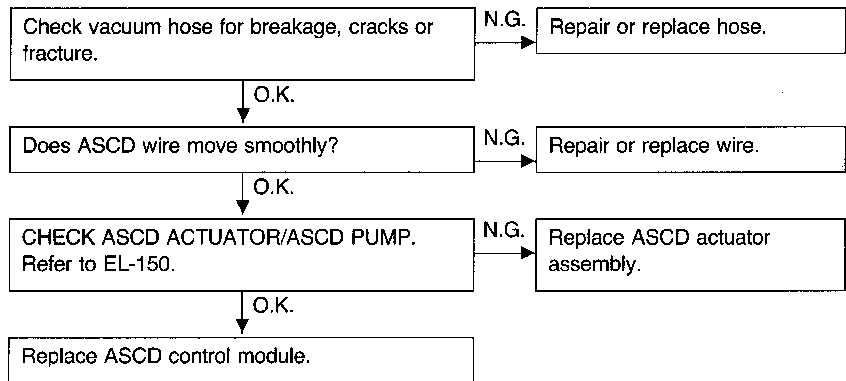 Check vacuum hose for breakage, cracks or
fracture.
N.G.
Repair or replace hose.
O.K.
Does ASCD wire move smoothly?
N.G.
Repair or replace wire.
O.K.
CHECK ASCD ACTUATOR/ASCD PUMP.
Refer to EL-150.
N.G.
Replace ASCD actuator
assembly.
O.K.
Replace ASCD control module.